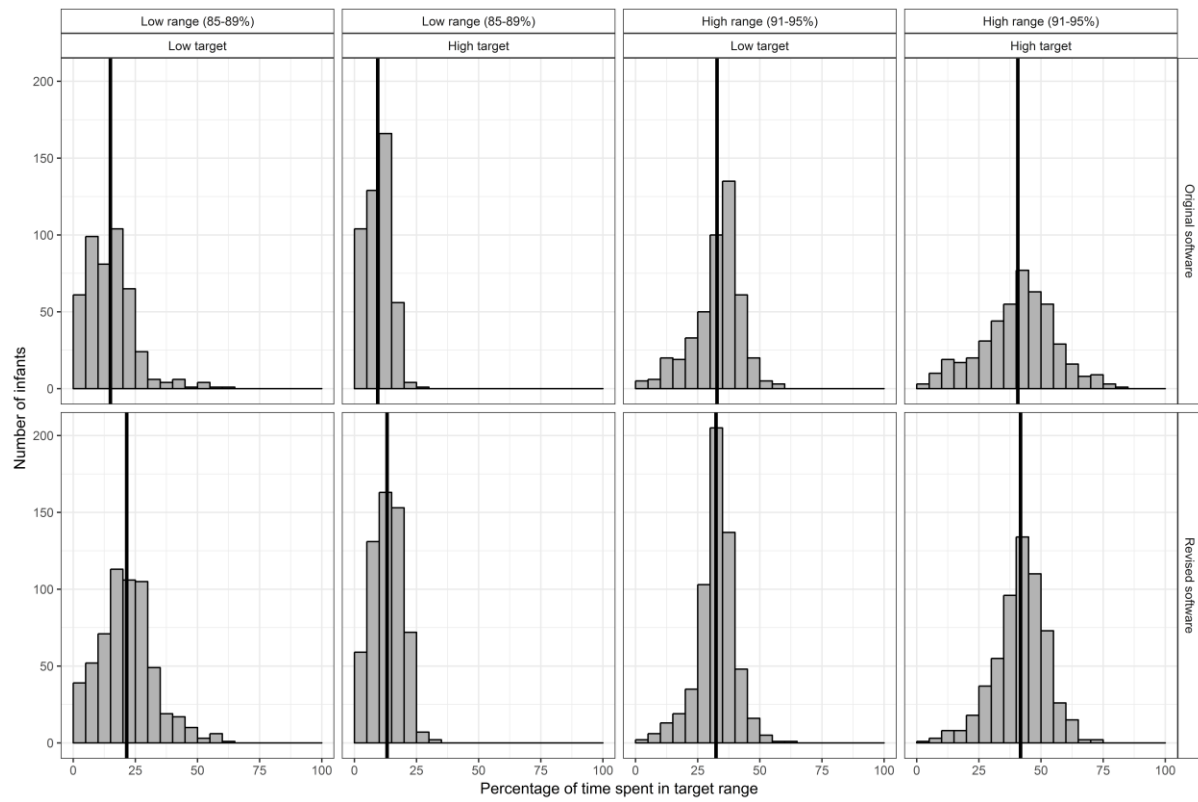 Low range (85-89%)
Low range (85-89%)
High range (91-95%)
High range (91-95%)
Low target
High target
Low target
High target
200
150
100
50
0
Original software
Number of infants
200
150
100
50
0
Revised software
0 25 50 75 100
0 25 50 75 100
0 25 50 75 100
0 25 50 75 100
Percentage of time spent in target range